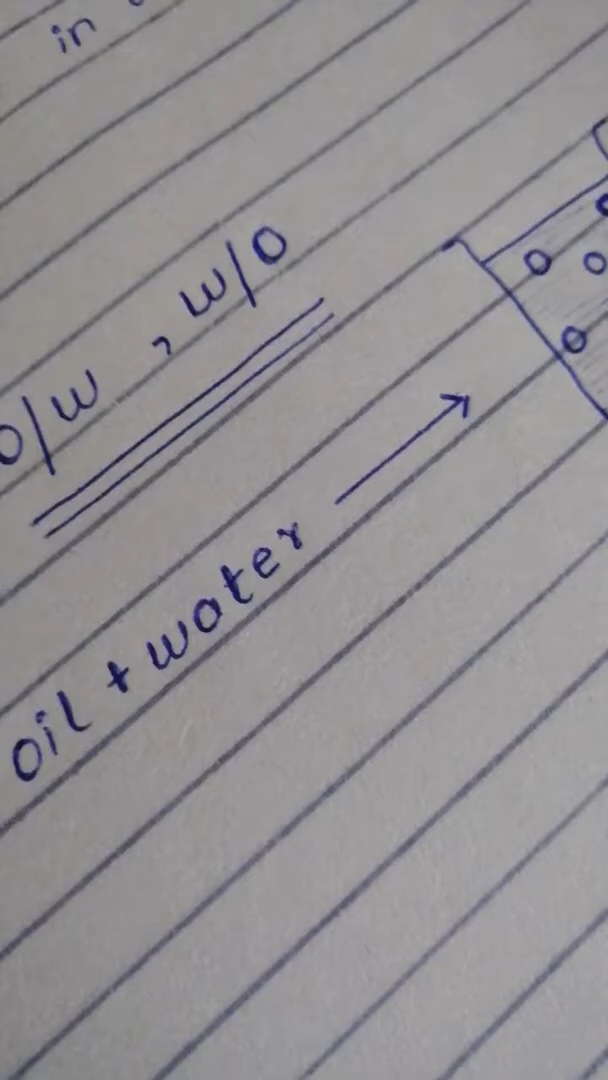 in
O/W , W/O
oil + water →